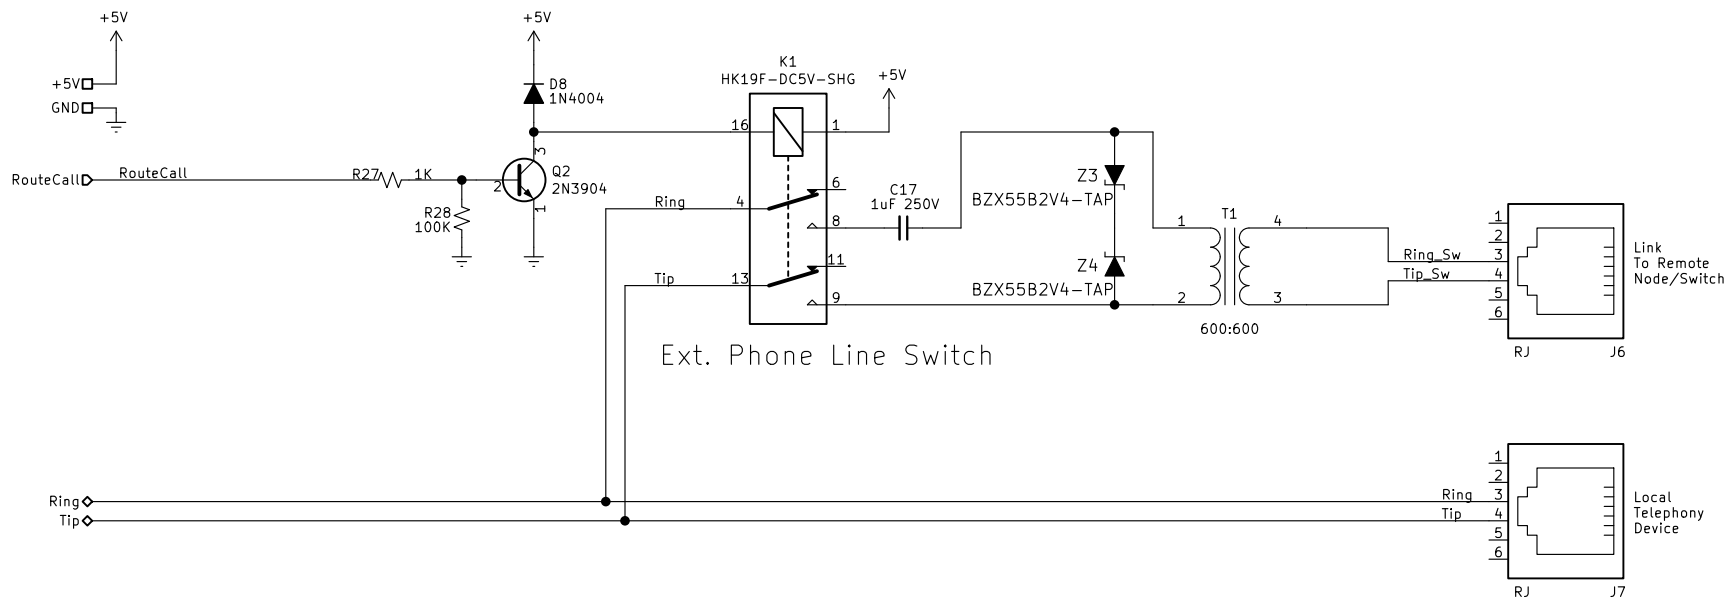 +5V
+5V
+5V
GND
D8
1N4004
K1
HK19F-DC5V-SHG
+5V
16
1
RouteCall
RouteCall
R27
1K
R28
100K
3
2
1
Q2
2N3904
Ring
4
6
8
Tip
13
11
9
C17
1uF 250V
Z3
BZX55B2V4-TAP
Z4
BZX55B2V4-TAP
T1
1
4
2
3
600:600
Ring_Sw
Tip_Sw
1
2
3
4
5
6
Link
To Remote
Node/Switch
RJ
J6
Ext. Phone Line Switch
Ring
Tip
Ring
Tip
1
2
3
4
5
6
Local
Telephony
Device
RJ
J7